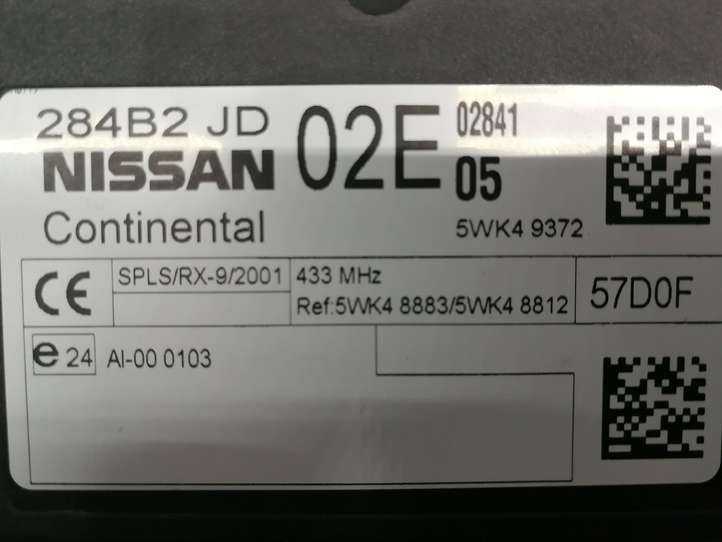 284B2 JD
NISSAN
02E
02841
05
Continental
5WK4 9372
CE
SPLS/RX-9/2001
433 MHz
Ref:5WK4 8883/5WK4 8812
57D0F
e 24 AI-00 0103